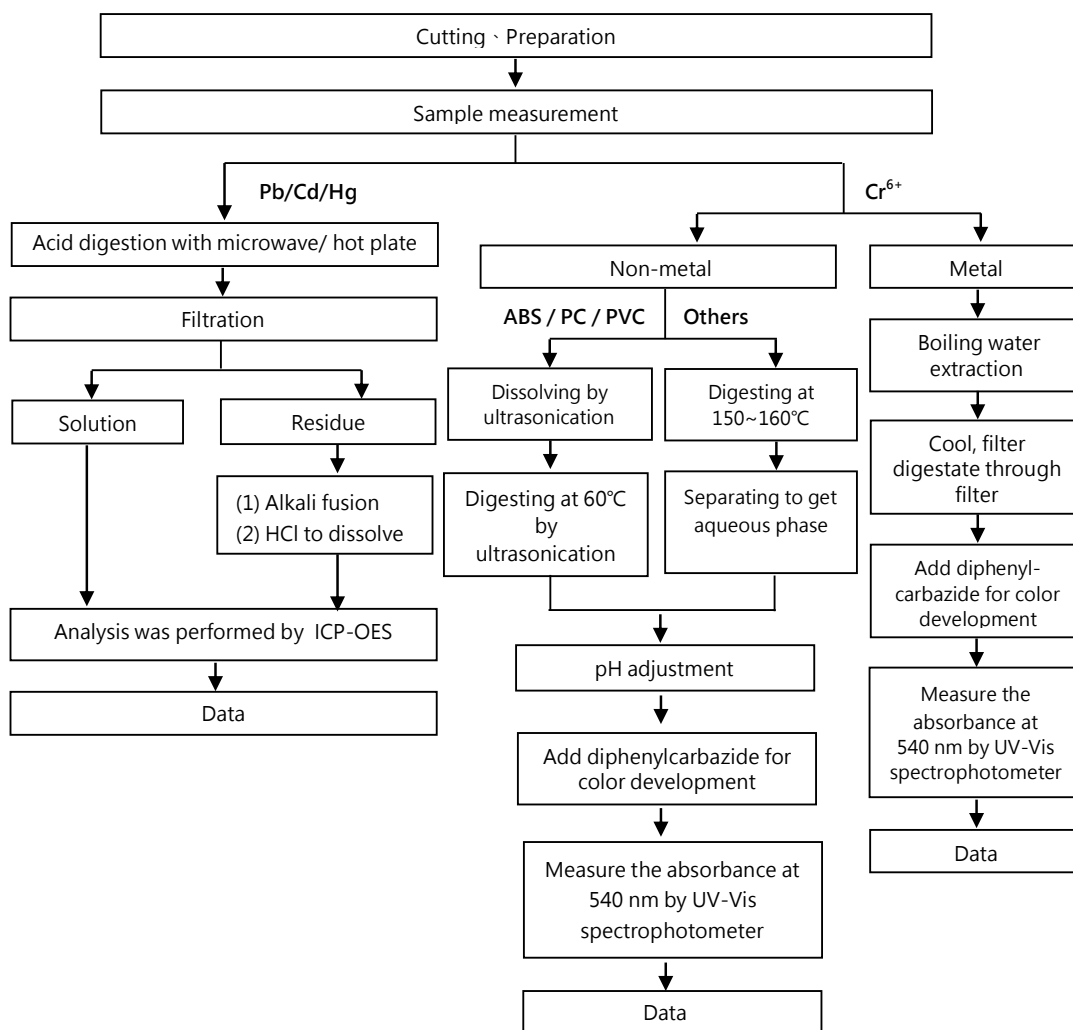 Cutting、Preparation
Sample measurement
Pb/Cd/Hg
Acid digestion with microwave/ hot plate
Filtration
Solution
Residue
(1) Alkali fusion
(2) HCl to dissolve
Analysis was performed by ICP-OES
Data
Cr⁶⁺
Non-metal
ABS / PC / PVC
Others
Dissolving by
ultrasonication
Digesting at 60℃
by
ultrasonication
Digesting at
150~160℃
Separating to get
aqueous phase
pH adjustment
Add diphenylcarbazide for
color development
Measure the absorbance at
540 nm by UV-Vis
spectrophotometer
Data
Metal
Boiling water
extraction
Cool, filter
digestate through
filter
Add diphenyl-
carbazide for color
development
Measure the
absorbance at
540 nm by UV-Vis
spectrophotometer
Data